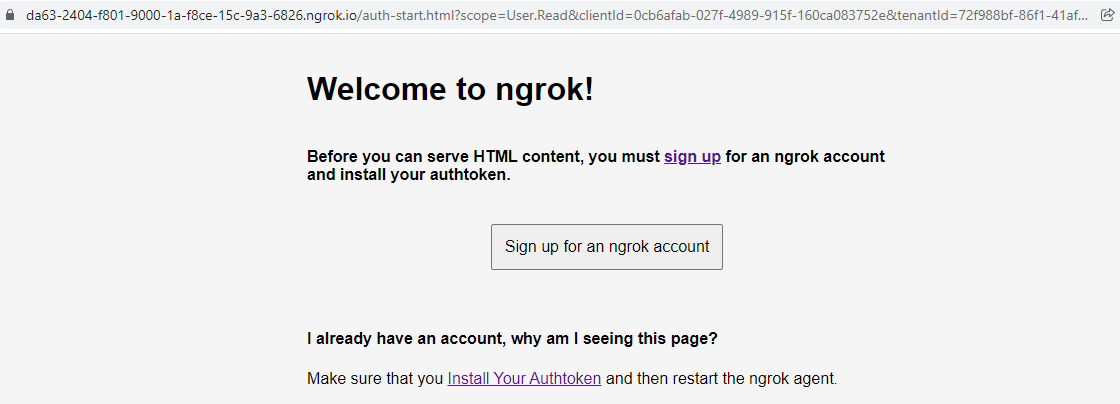 da63-2404-f801-9000-1a-f8ce-15c-9a3-6826.ngrok.io/auth-start.html?scope=User.Read&clientId=0cb6afab-027f-4989-915f-160ca083752e&tenantId=72f988bf-86f1-41af...
Welcome to ngrok!
Before you can serve HTML content, you must sign up for an ngrok account
and install your authtoken.
Sign up for an ngrok account
I already have an account, why am I seeing this page?
Make sure that you Install Your Authtoken and then restart the ngrok agent.